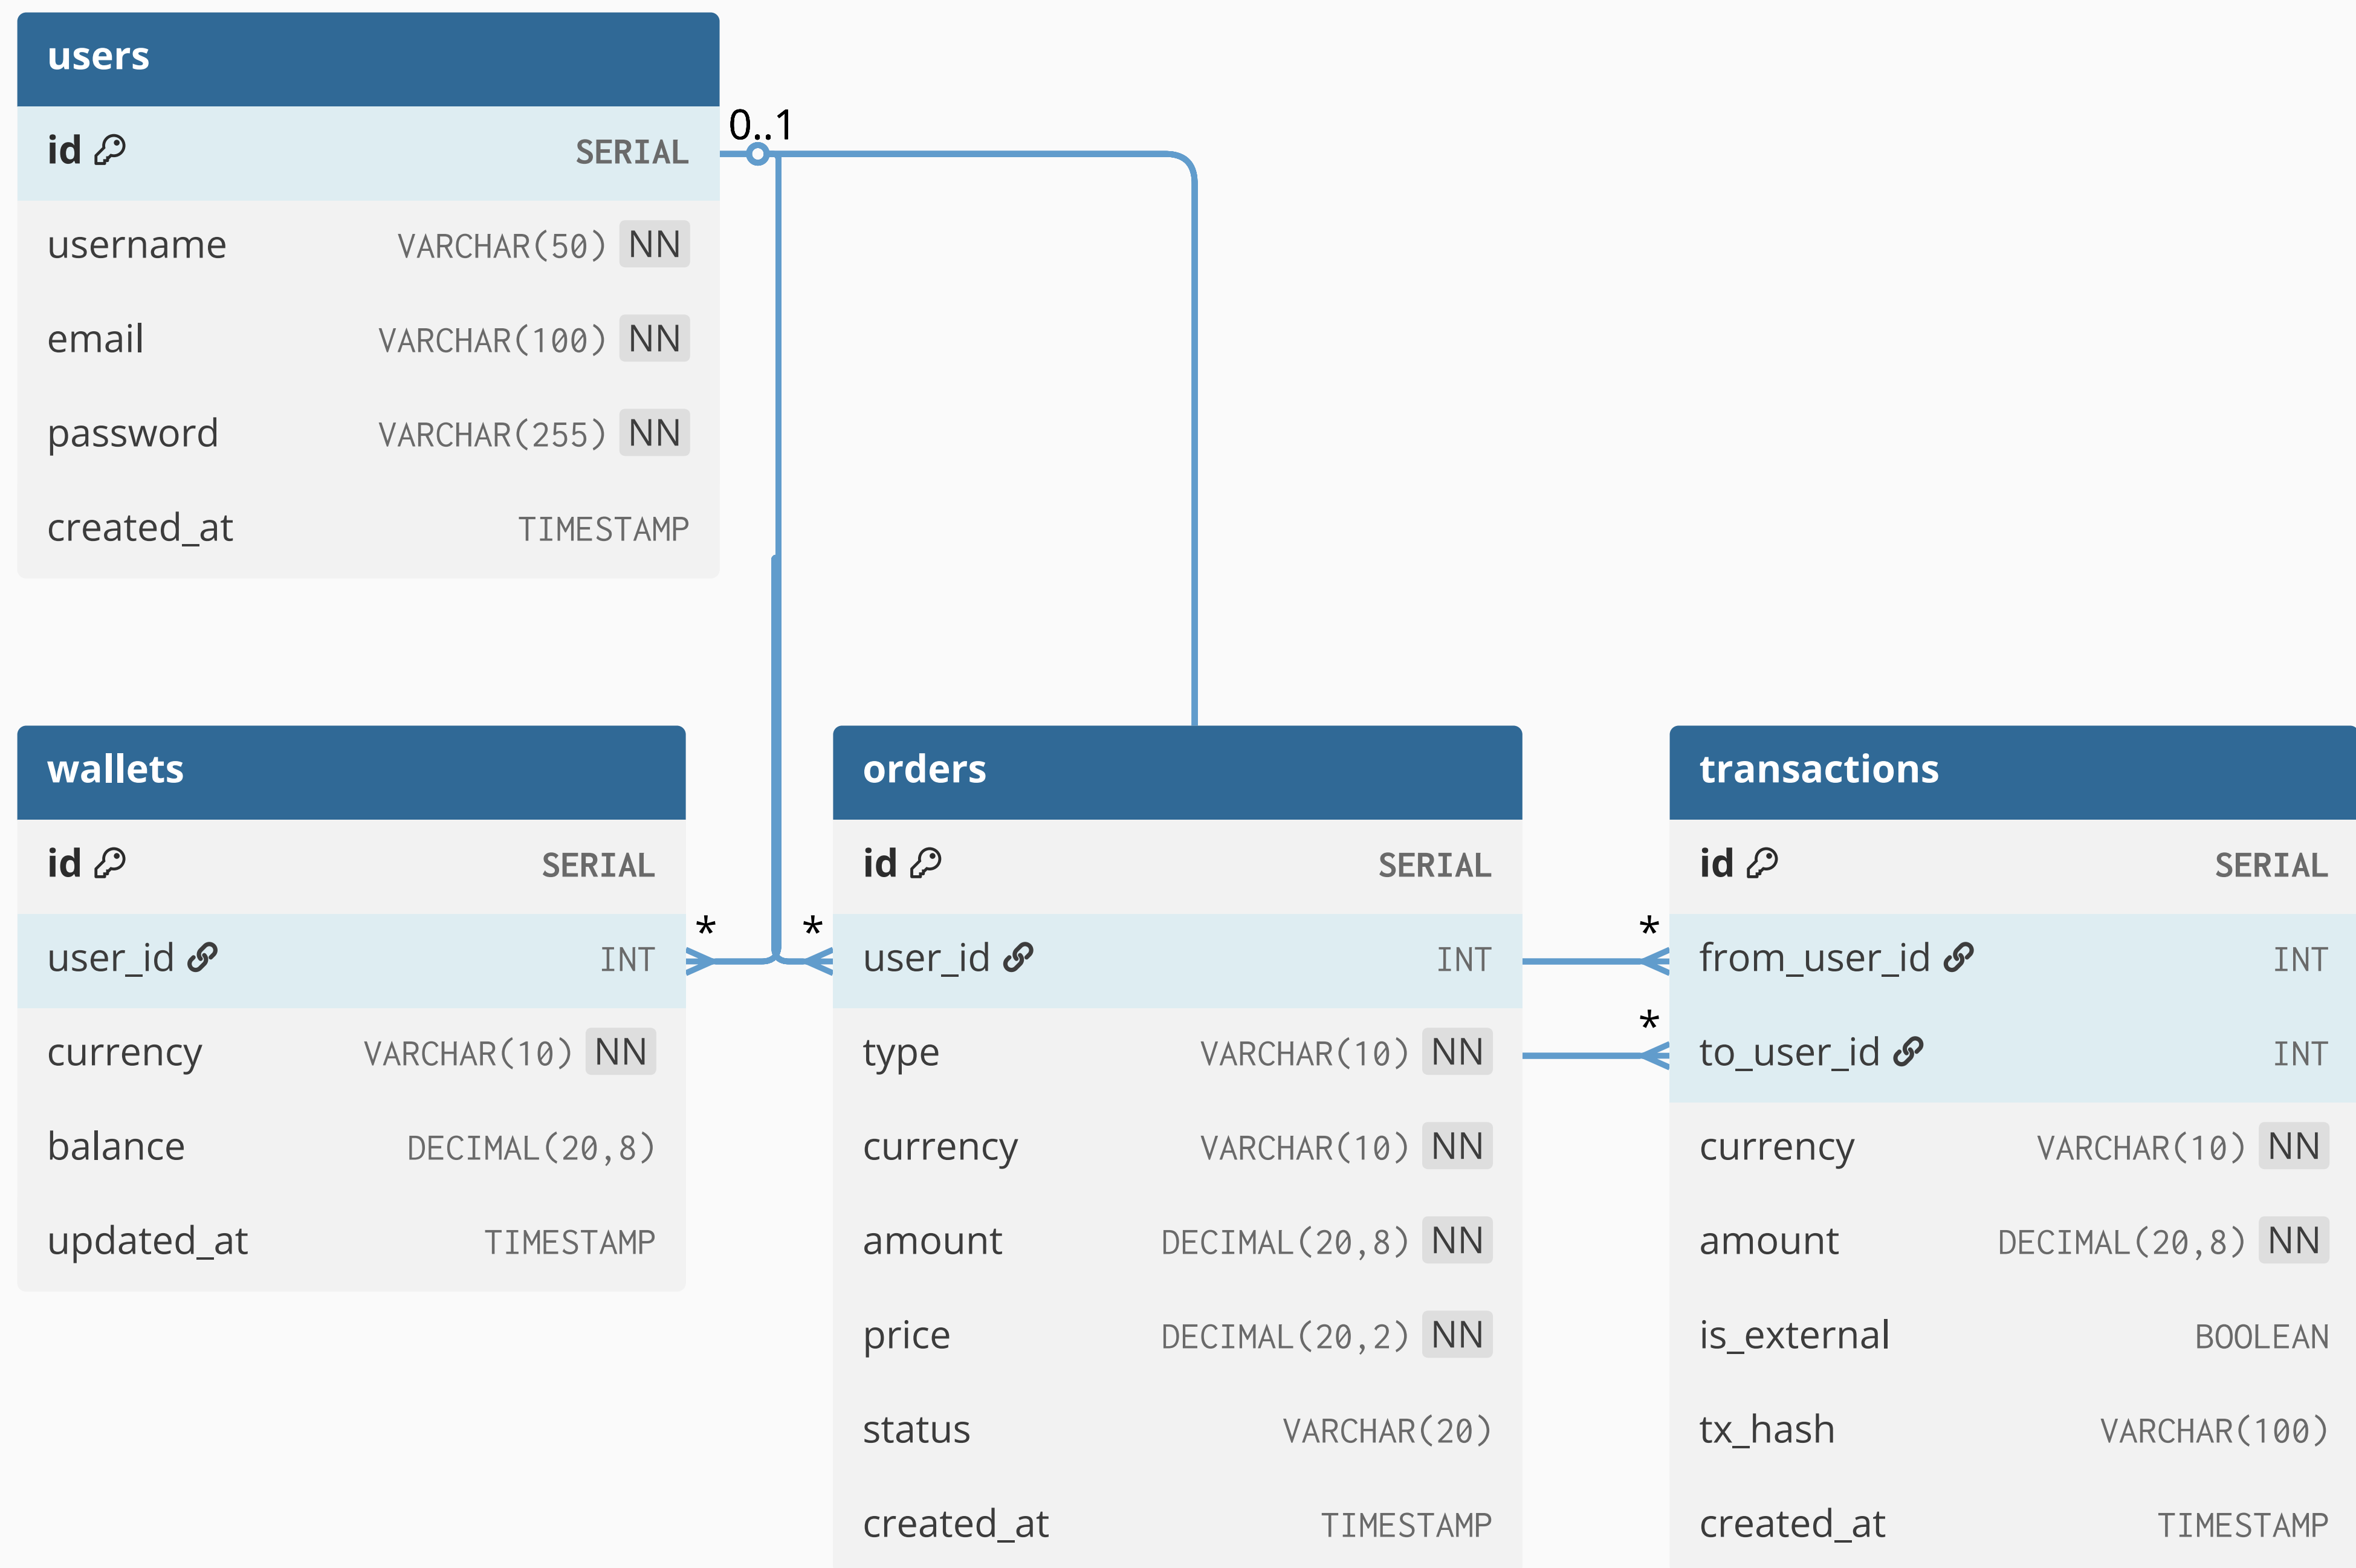 users
0..1
id SERIAL
username VARCHAR(50) NN
email VARCHAR(100) NN
password VARCHAR(255) NN
created_at TIMESTAMP
wallets
id SERIAL
* 
user_id INT
currency VARCHAR(10) NN
balance DECIMAL(20,8)
updated_at TIMESTAMP
orders
id SERIAL
*
user_id INT
type VARCHAR(10) NN
currency VARCHAR(10) NN
amount DECIMAL(20,8) NN
price DECIMAL(20,2) NN
status VARCHAR(20)
created_at TIMESTAMP
transactions
id SERIAL
*
from_user_id INT
*
to_user_id INT
currency VARCHAR(10) NN
amount DECIMAL(20,8) NN
is_external BOOLEAN
tx_hash VARCHAR(100)
created_at TIMESTAMP